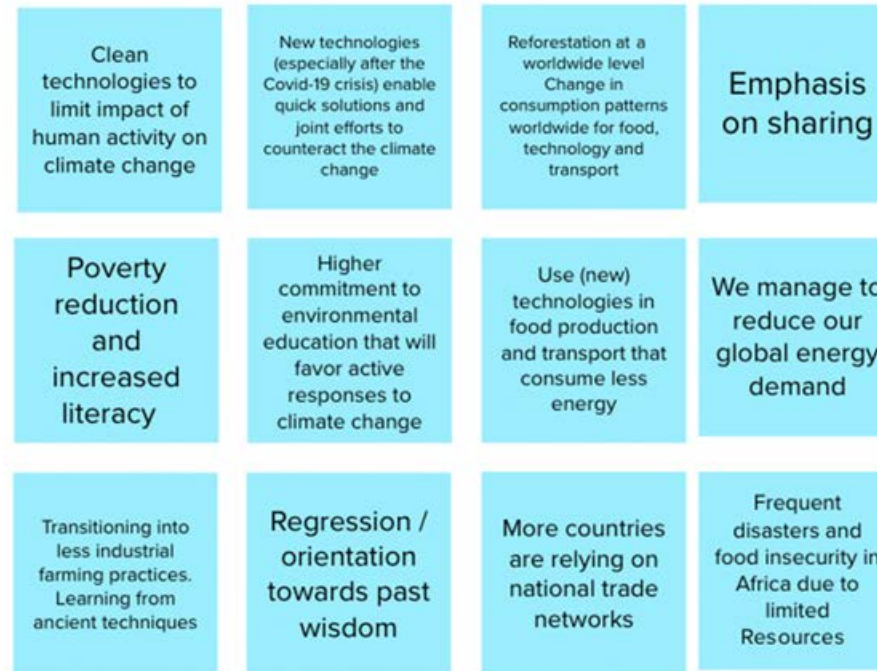 Clean
technologies to
limit impact of
human activity on
climate change
New technologies
(especially after the
Covid-19 crisis) enable
quick solutions and
joint efforts to
counteract the climate
change
Reforestation at a
worldwide level
Change in
consumption patterns
worldwide for food,
technology and
transport
Emphasis
on sharing
Poverty
reduction
and
increased
literacy
Higher
commitment to
environmental
education that will
favor active
responses to
climate change
Use (new)
technologies in
food production
and transport that
consume less
energy
We manage to
reduce our
global energy
demand
Transitioning into
less industrial
farming practices.
Learning from
ancient techniques
Regression /
orientation
towards past
wisdom
More countries
are relying on
national trade
networks
Frequent
disasters and
food insecurity in
Africa due to
limited
Resources